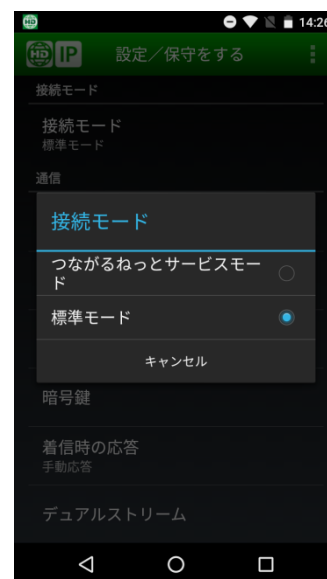 HD
14:26
HD IP 設定／保守をする
接続モード
接続モード
標準モード
通信
接続モード
つながるねっとサービスモー
ド
標準モード
キャンセル
暗号鍵
着信時の応答
手動応答
デュアルストリーム